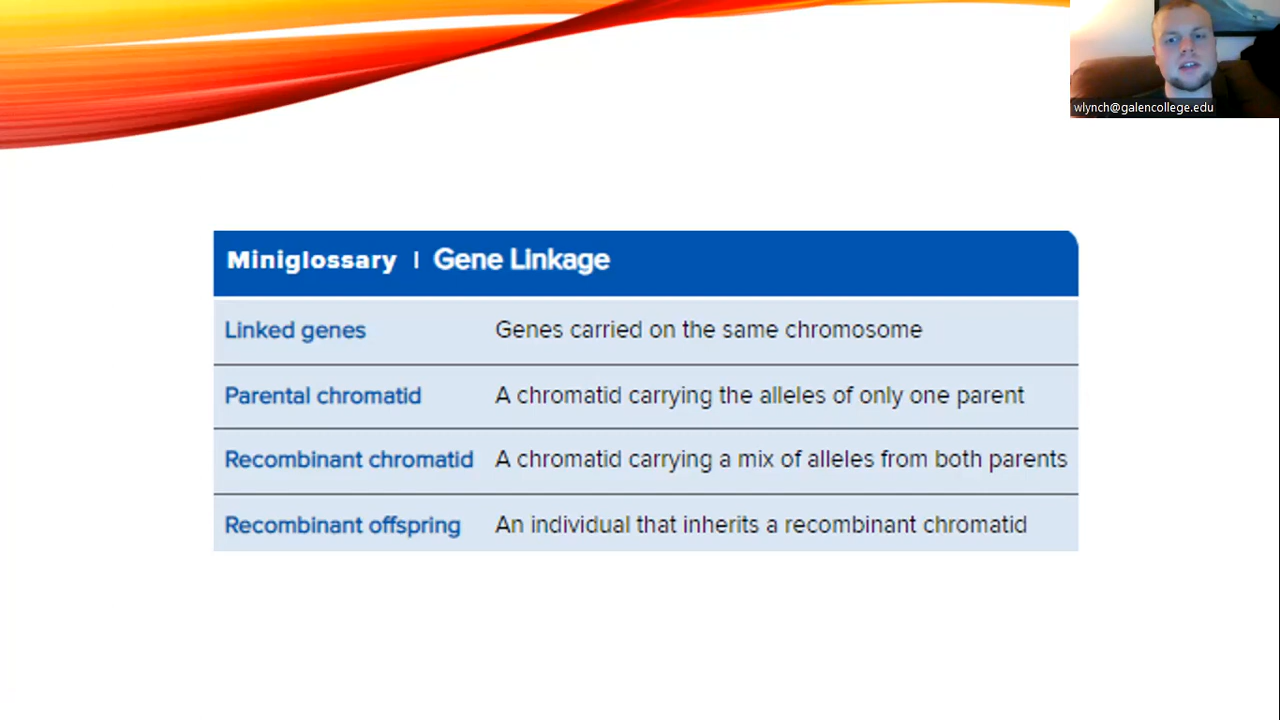 wlynch@galencollege.edu
Miniglossary | Gene Linkage
Linked genes Genes carried on the same chromosome
Parental chromatid A chromatid carrying the alleles of only one parent
Recombinant chromatid A chromatid carrying a mix of alleles from both parents
Recombinant offspring An individual that inherits a recombinant chromatid